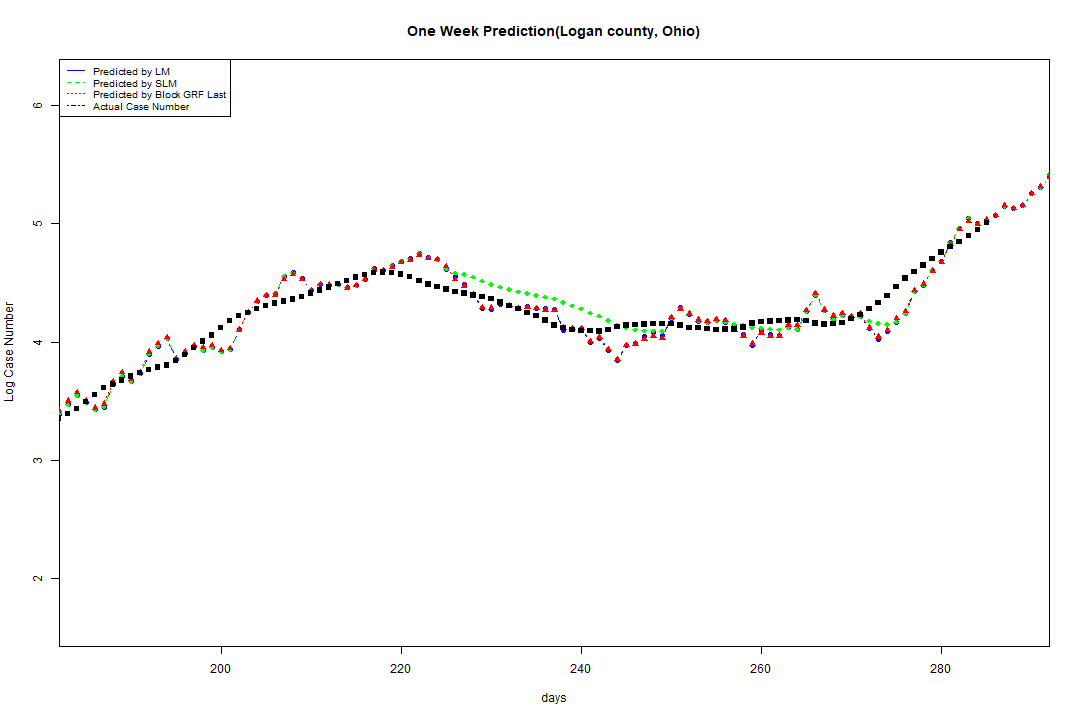 One Week Prediction(Logan county, Ohio)
Predicted by LM
Predicted by SLM
Predicted by Block GRF Last
Actual Case Number
6
5
4
3
2
Log Case Number
200 220 240 260 280
days